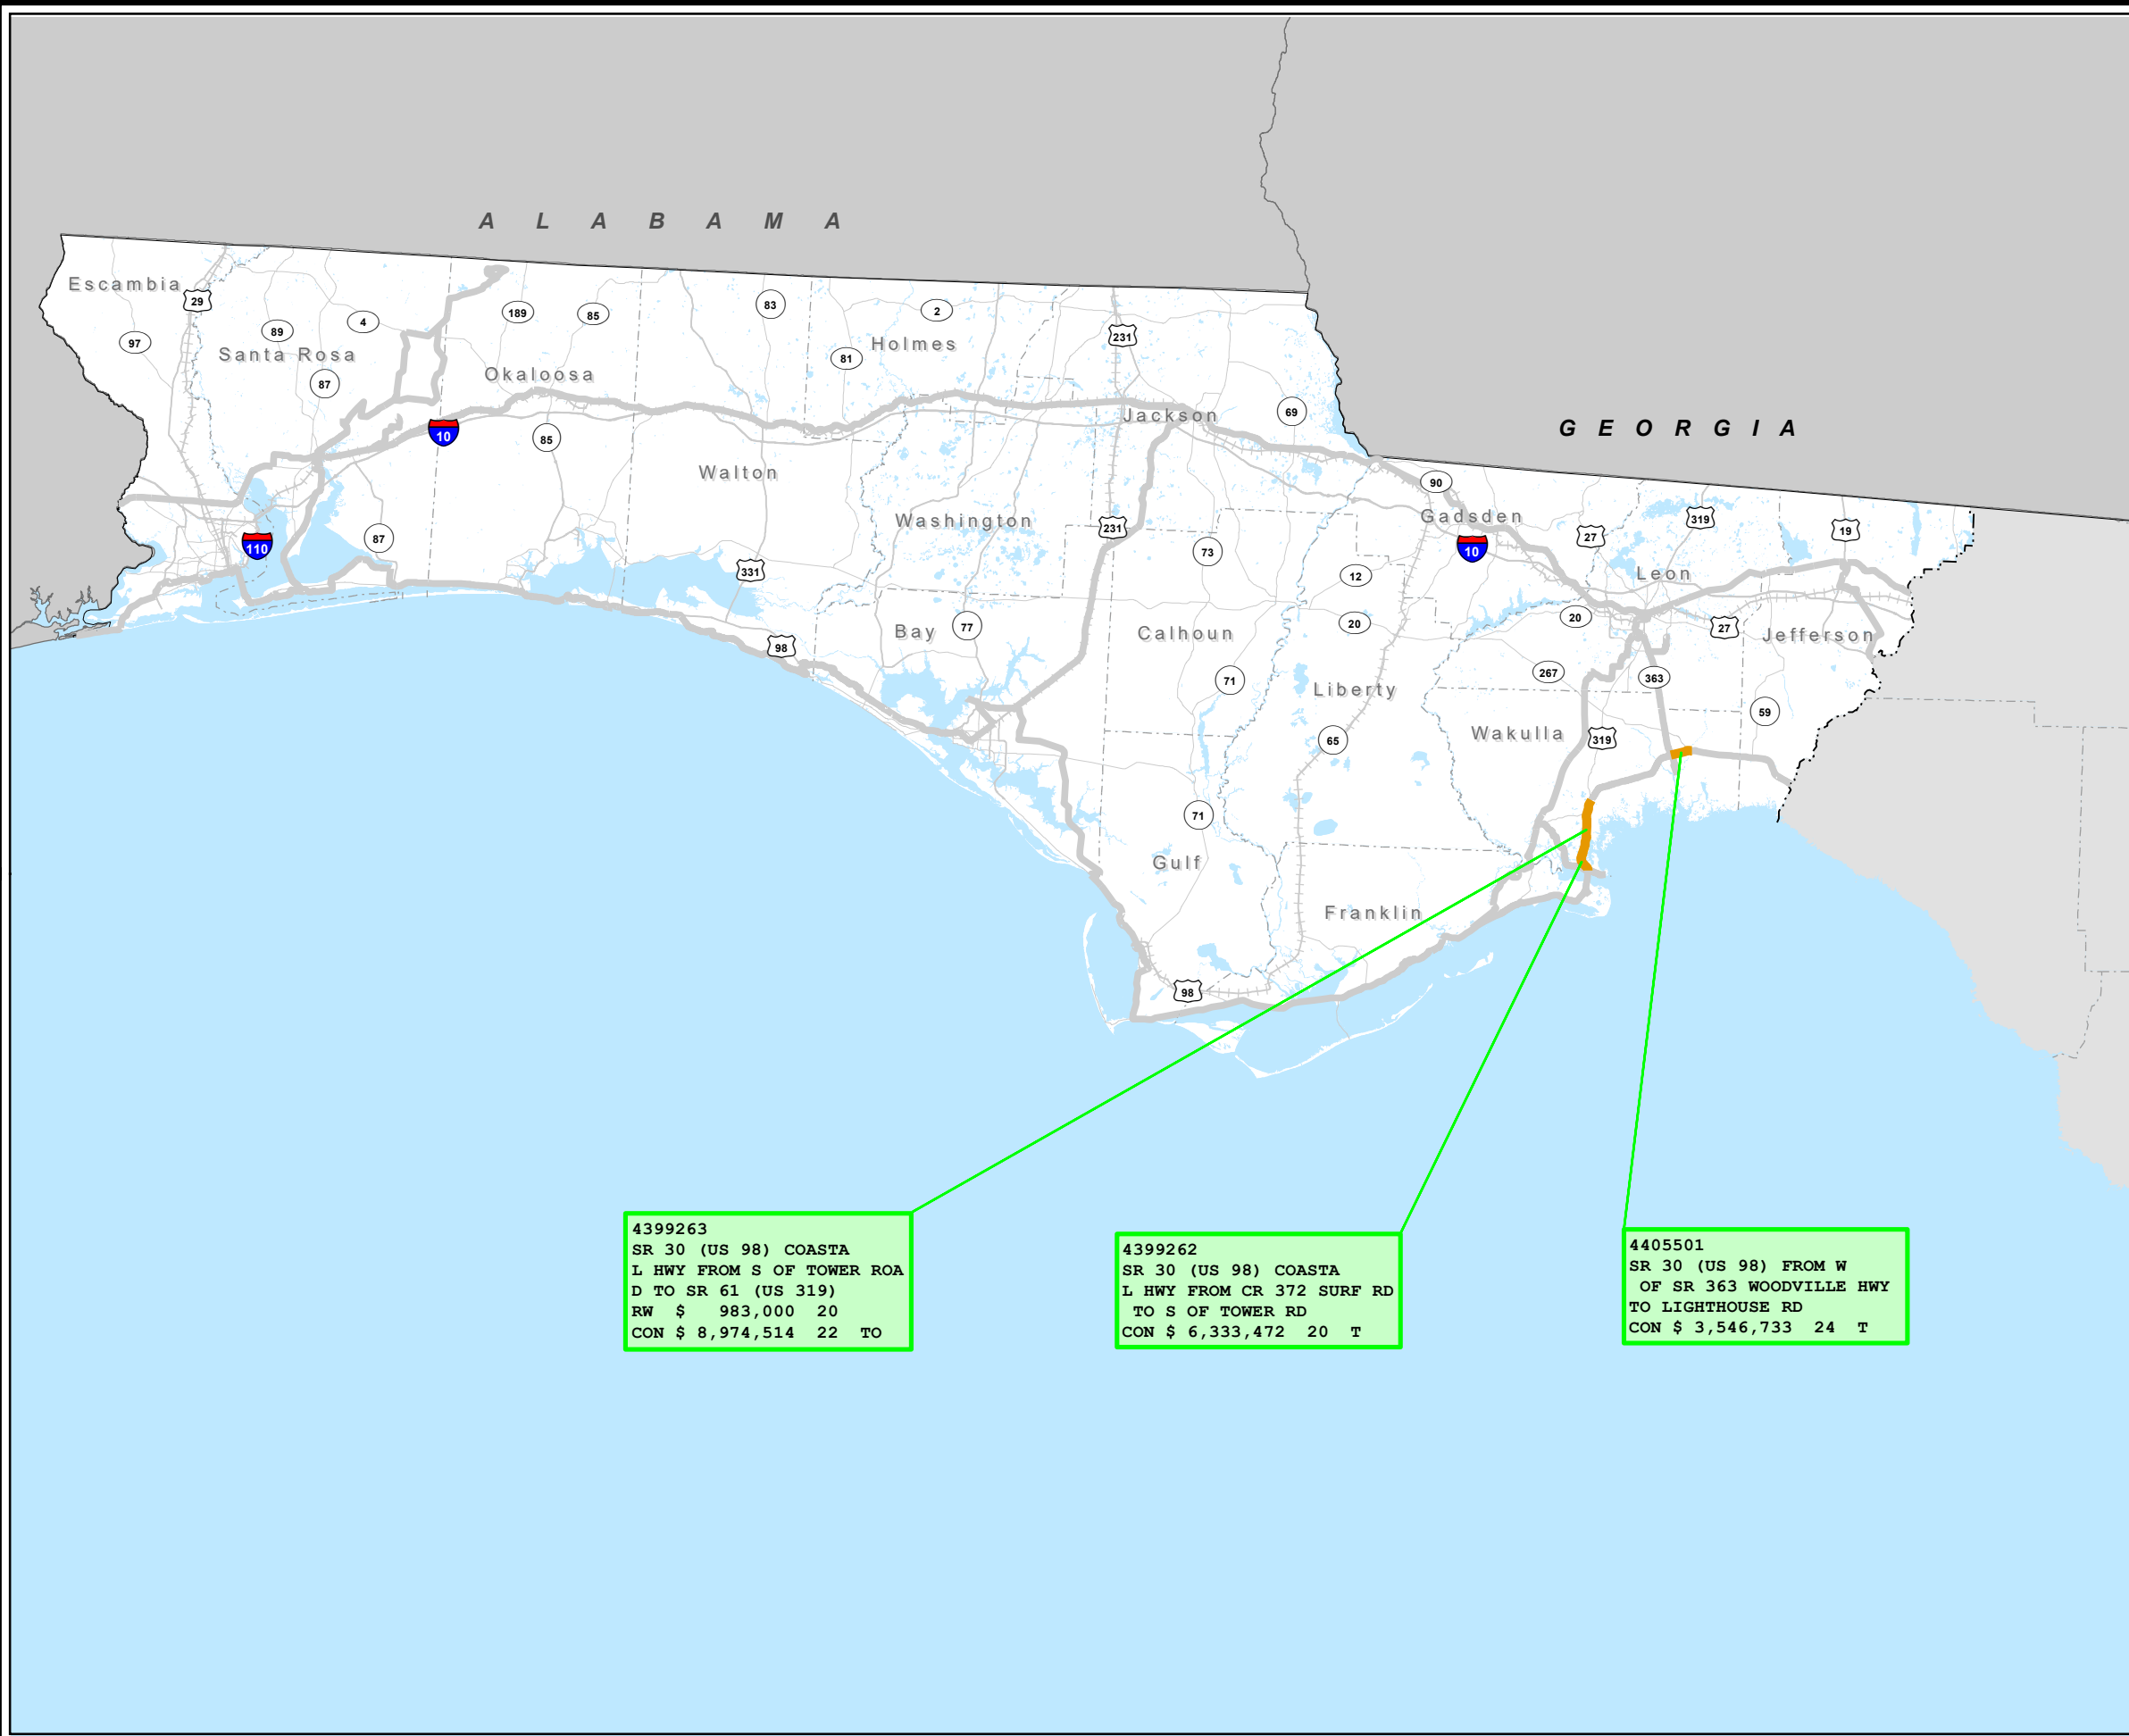 A L A B A M A
G E O R G I A
Escambia
29
97
89
4
Santa Rosa
87
189
85
Okaloosa
83
2
81
Holmes
231
Jackson
69
10
85
Walton
90
Gadsden
10
27
319
19
Washington
231
73
12
Leon
110
87
331
20
20
27
Jefferson
Bay
77
98
Calhoun
71
Liberty
267
363
59
65
Wakulla
319
71
Gulf
Franklin
98
4399263
SR 30 (US 98) COASTA
L HWY FROM S OF TOWER ROA
D TO SR 61 (US 319)
RW $ 983,000 20
CON $ 8,974,514 22 TO
4399262
SR 30 (US 98) COASTA
L HWY FROM CR 372 SURF RD
TO S OF TOWER RD
CON $ 6,333,472 20 T
4405501
SR 30 (US 98) FROM W
OF SR 363 WOODVILLE HWY
TO LIGHTHOUSE RD
CON $ 3,546,733 24 T